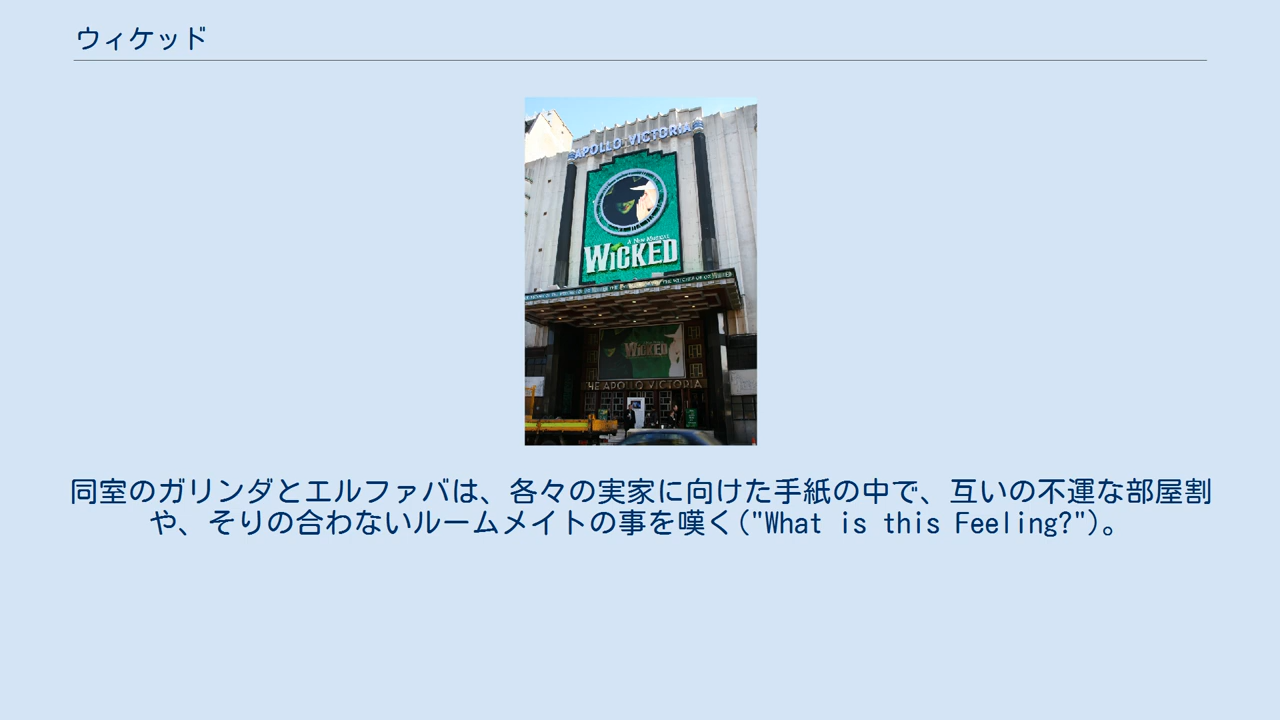 ウィケッド
APOLLO VICTORIA
A NEW MUSICAL
WICKED
WICKED
THE APOLLO VICTORIA
同室のガリンダとエルファバは、各々の実家に向けた手紙の中で、互いの不運な部屋割
や、そりの合わないルームメイトの事を嘆く("What is this Feeling?")。